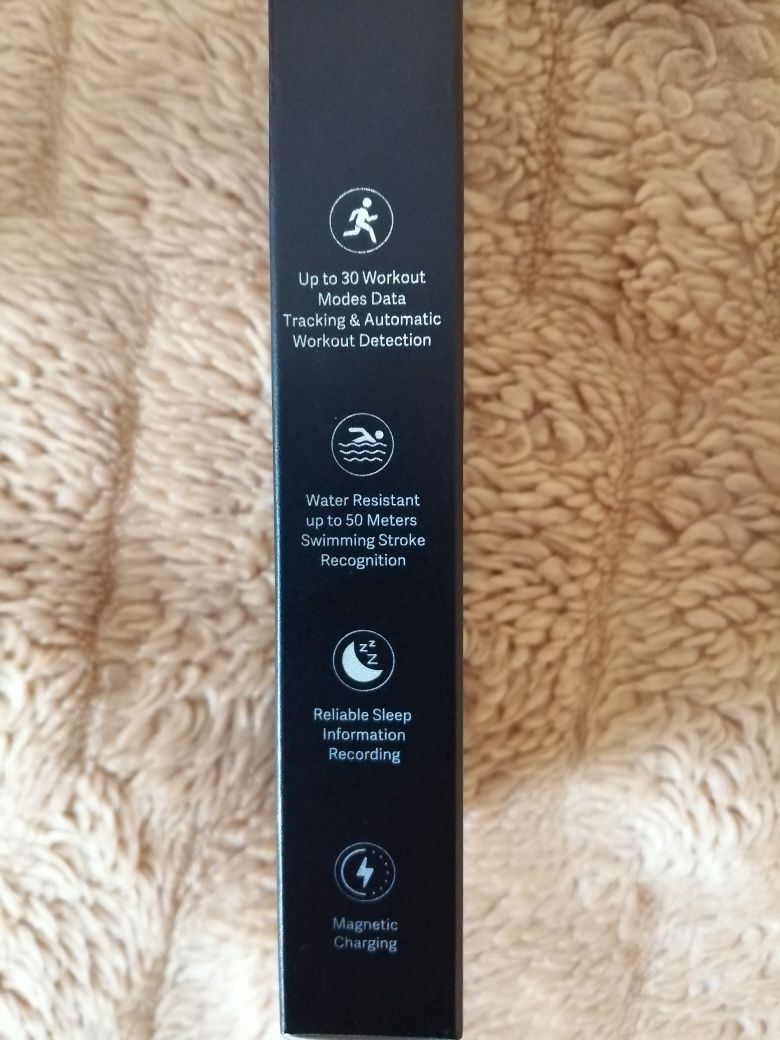 Up to 30 Workout
Modes Data
Tracking & Automatic
Workout Detection
Water Resistant
up to 50 Meters
Swimming Stroke
Recognition
z z Z
Reliable Sleep
Information
Recording
Magnetic
Charging